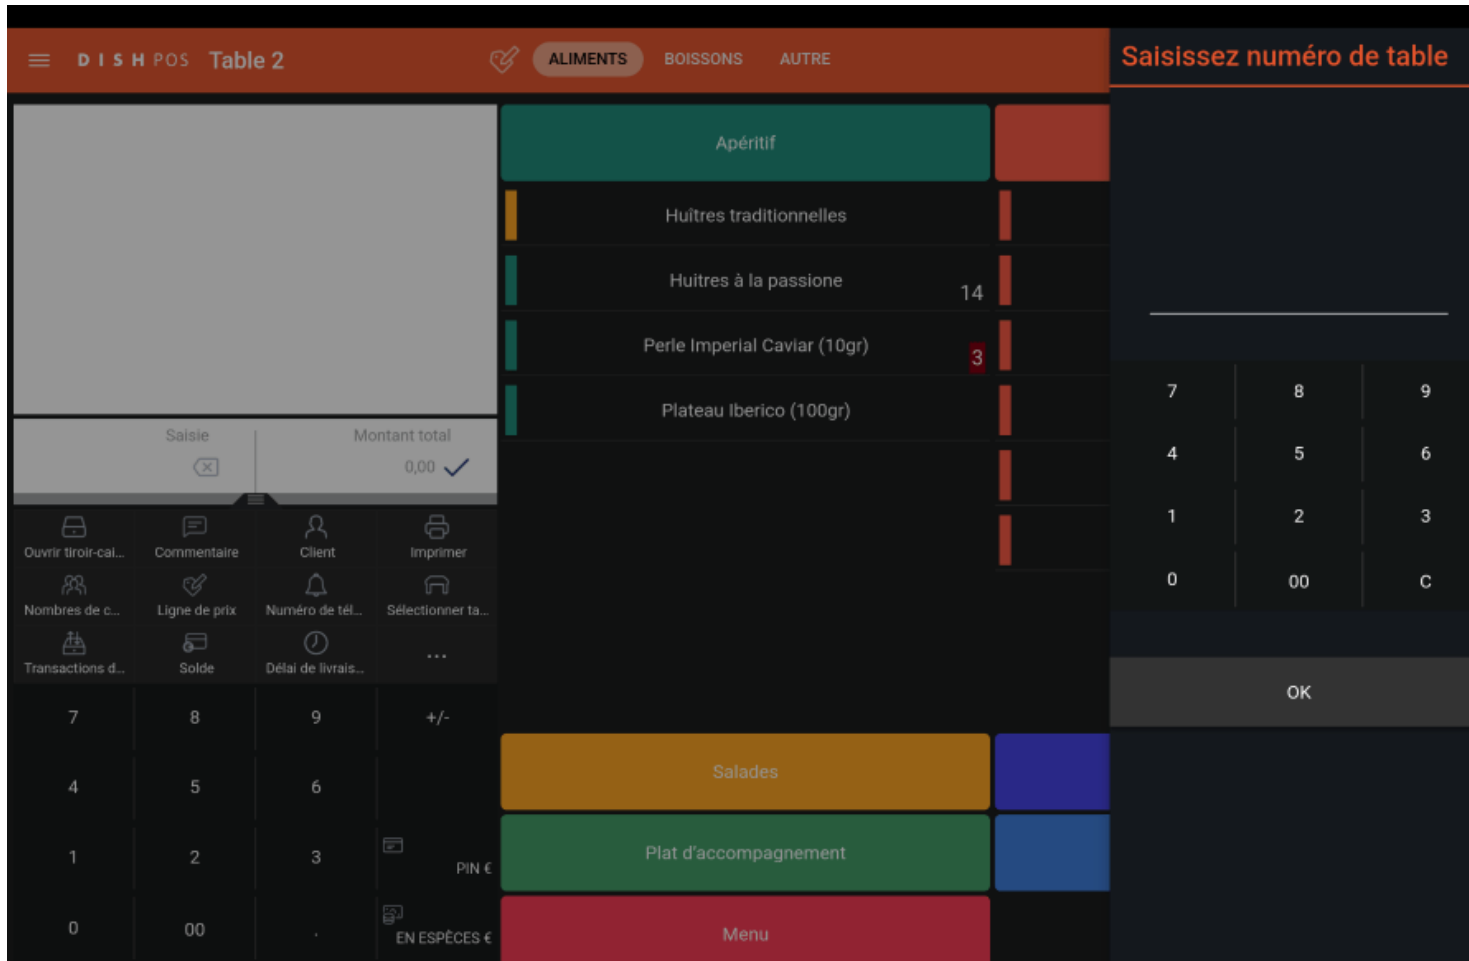 DISH POS Table 2
ALIMENTS BOISSONS AUTRE
Saisissez numéro de table
Apéritif
Huîtres traditionnelles
Huitres à la passione
14
Perle Imperial Caviar (10gr)
3
Plateau Iberico (100gr)
Saisie Montant total
0,00
Ouvrir tiroir-cai... Commentaire Client Imprimer
Nombres de c... Ligne de prix Numéro de tél... Sélectionner ta...
Transactions d... Solde Délai de livrais... ...
7 8 9 +/-
4 5 6
1 2 3 PIN €
0 00 . EN ESPÈCES €
Salades
Plat d'accompagnement
Menu
7 8 9
4 5 6
1 2 3
0 00 C
OK